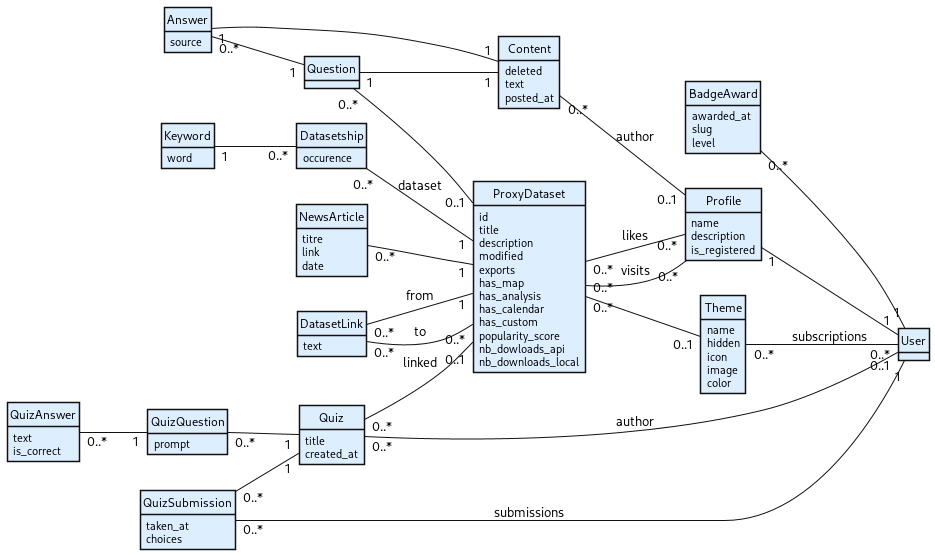 Answer
source
1
0..*
1
Question
1
1
1
0..*
Content
deleted
text
posted_at
0..*
author
0..1
BadgeAward
awarded_at
slug
level
0..*
Keyword
word
1
0..*
Datasetship
occurence
0..*
dataset
1
0..1
NewsArticle
titre
link
date
0..*
1
ProxyDataset
id
title
description
modified
exports
has_map
has_analysis
has_calendar
has_custom
popularity_score
nb_dowloads_api
nb_downloads_local
Profile
name
description
is_registered
1
likes
0..*
0..*
visits
0..*
0..*
0..*
0..1
from
1
DatasetLink
text
0..*
to
0..*
0..*
0..1
linked
Theme
name
hidden
icon
image
color
0..*
subscriptions
0..*
1
1
User
0..1
1
QuizAnswer
text
is_correct
0..*
1
QuizQuestion
prompt
0..*
1
Quiz
title
created_at
0..*
0..*
author
1
QuizSubmission
taken_at
choices
0..*
0..*
submissions